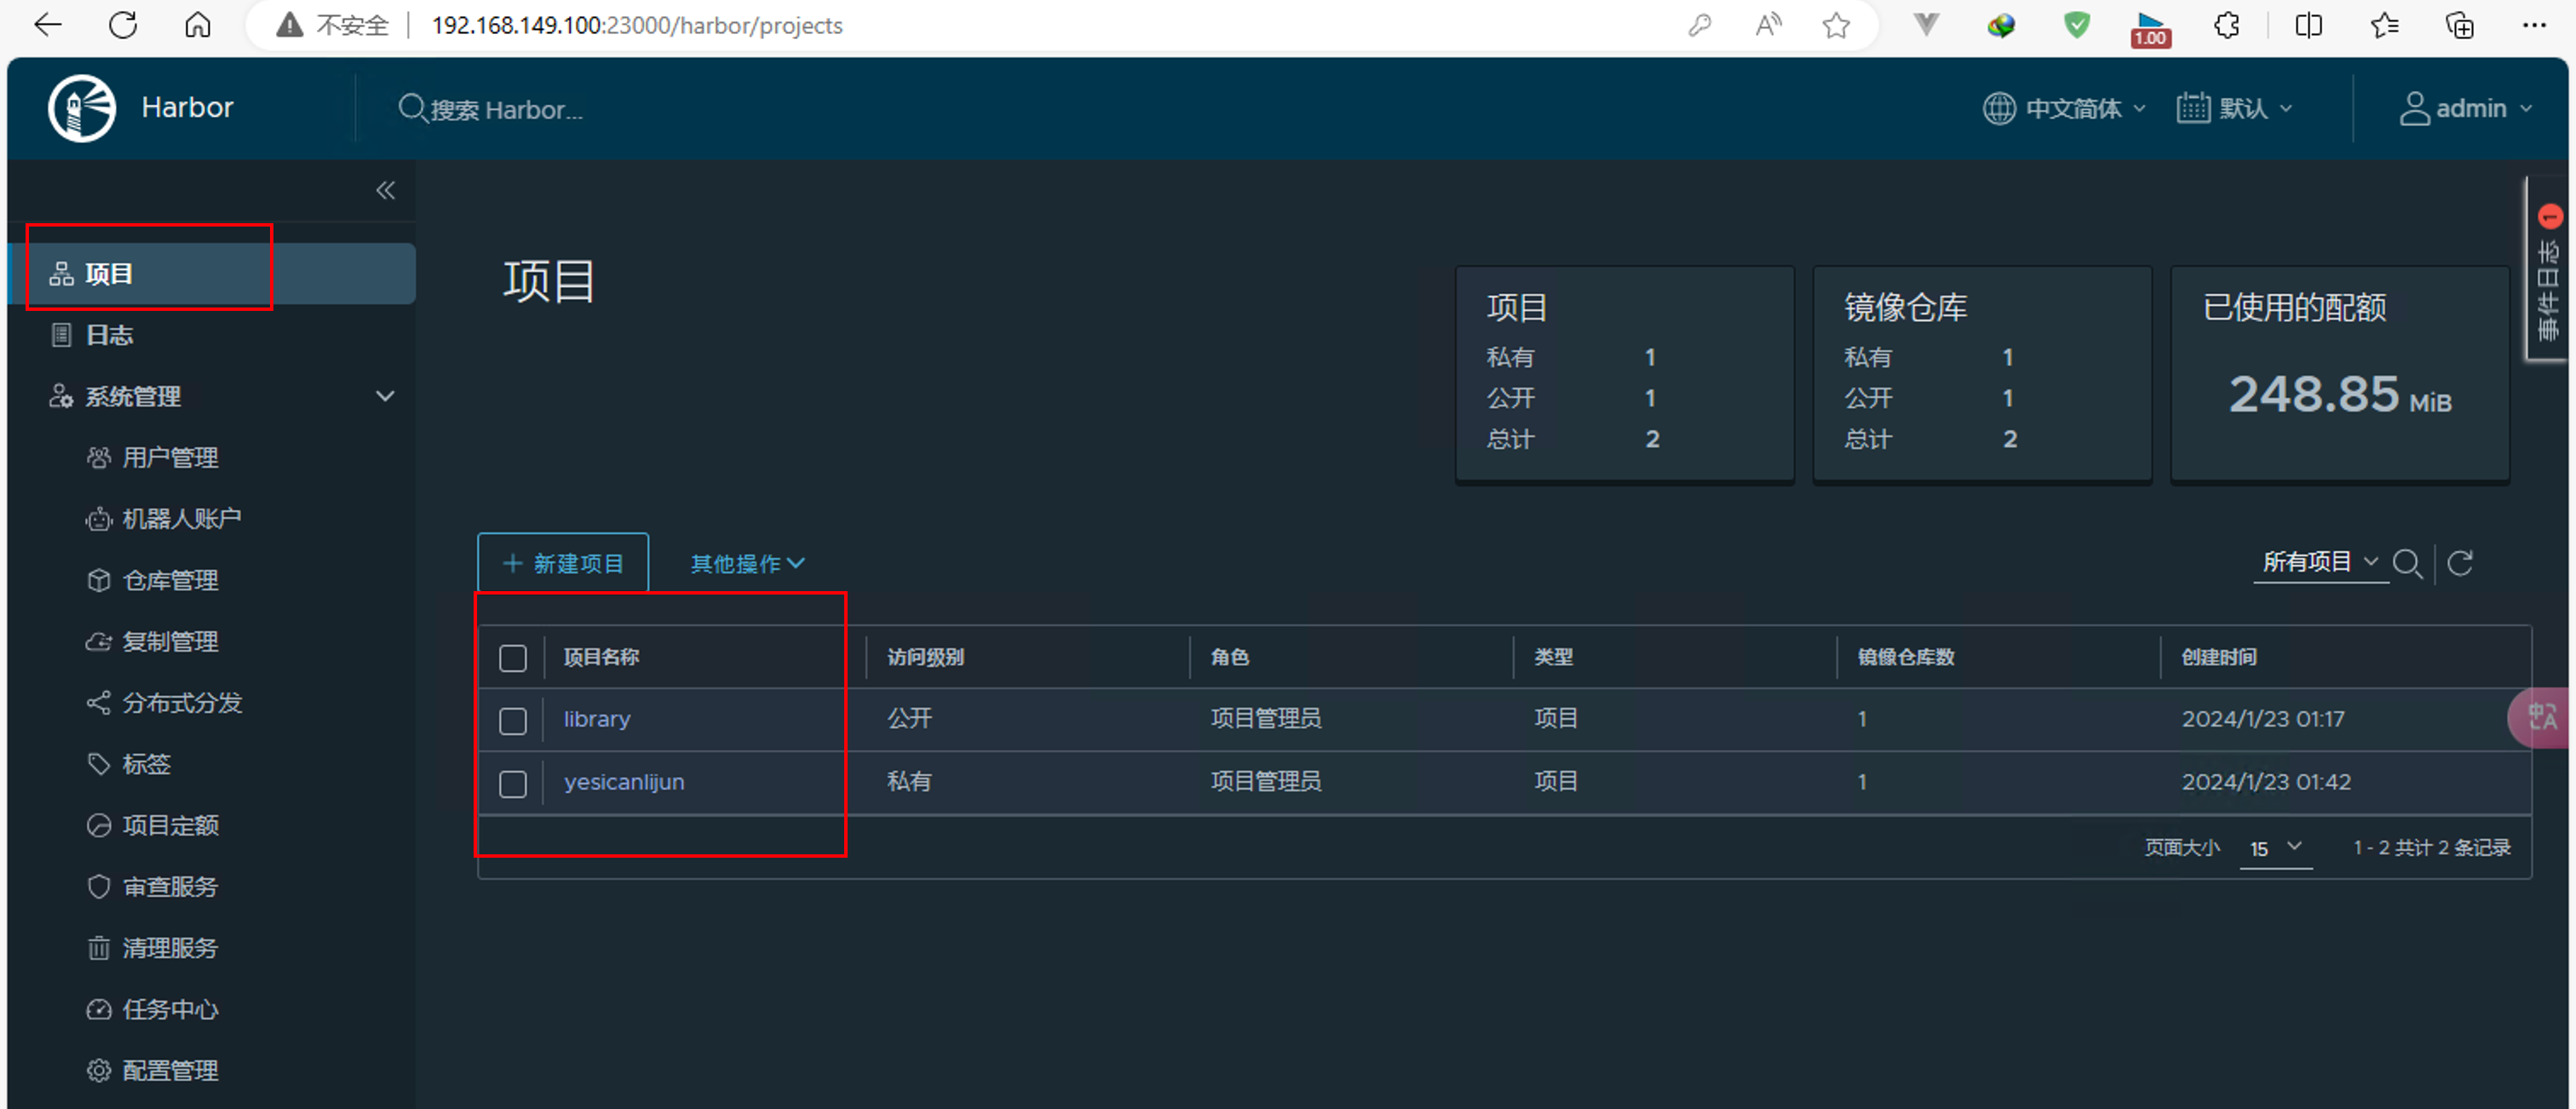 不安全 192.168.149.100:23000/harbor/projects
1.00
Harbor
搜索 Harbor...
中文简体
默认
admin
项目
日志
系统管理
用户管理
机器人账户
仓库管理
复制管理
分布式分发
标签
项目定额
审查服务
清理服务
任务中心
配置管理
项目
项目
私有 1
公开 1
总计 2
镜像仓库
私有 1
公开 1
总计 2
已使用的配额
248.85 MiB
1
事件日志
新建项目
其他操作
所有项目
项目名称 访问级别 角色 类型 镜像仓库数 创建时间
library 公开 项目管理员 项目 1 2024/1/23 01:17
yesicanlijun 私有 项目管理员 项目 1 2024/1/23 01:42
页面大小 15 1 - 2 共计 2 条记录